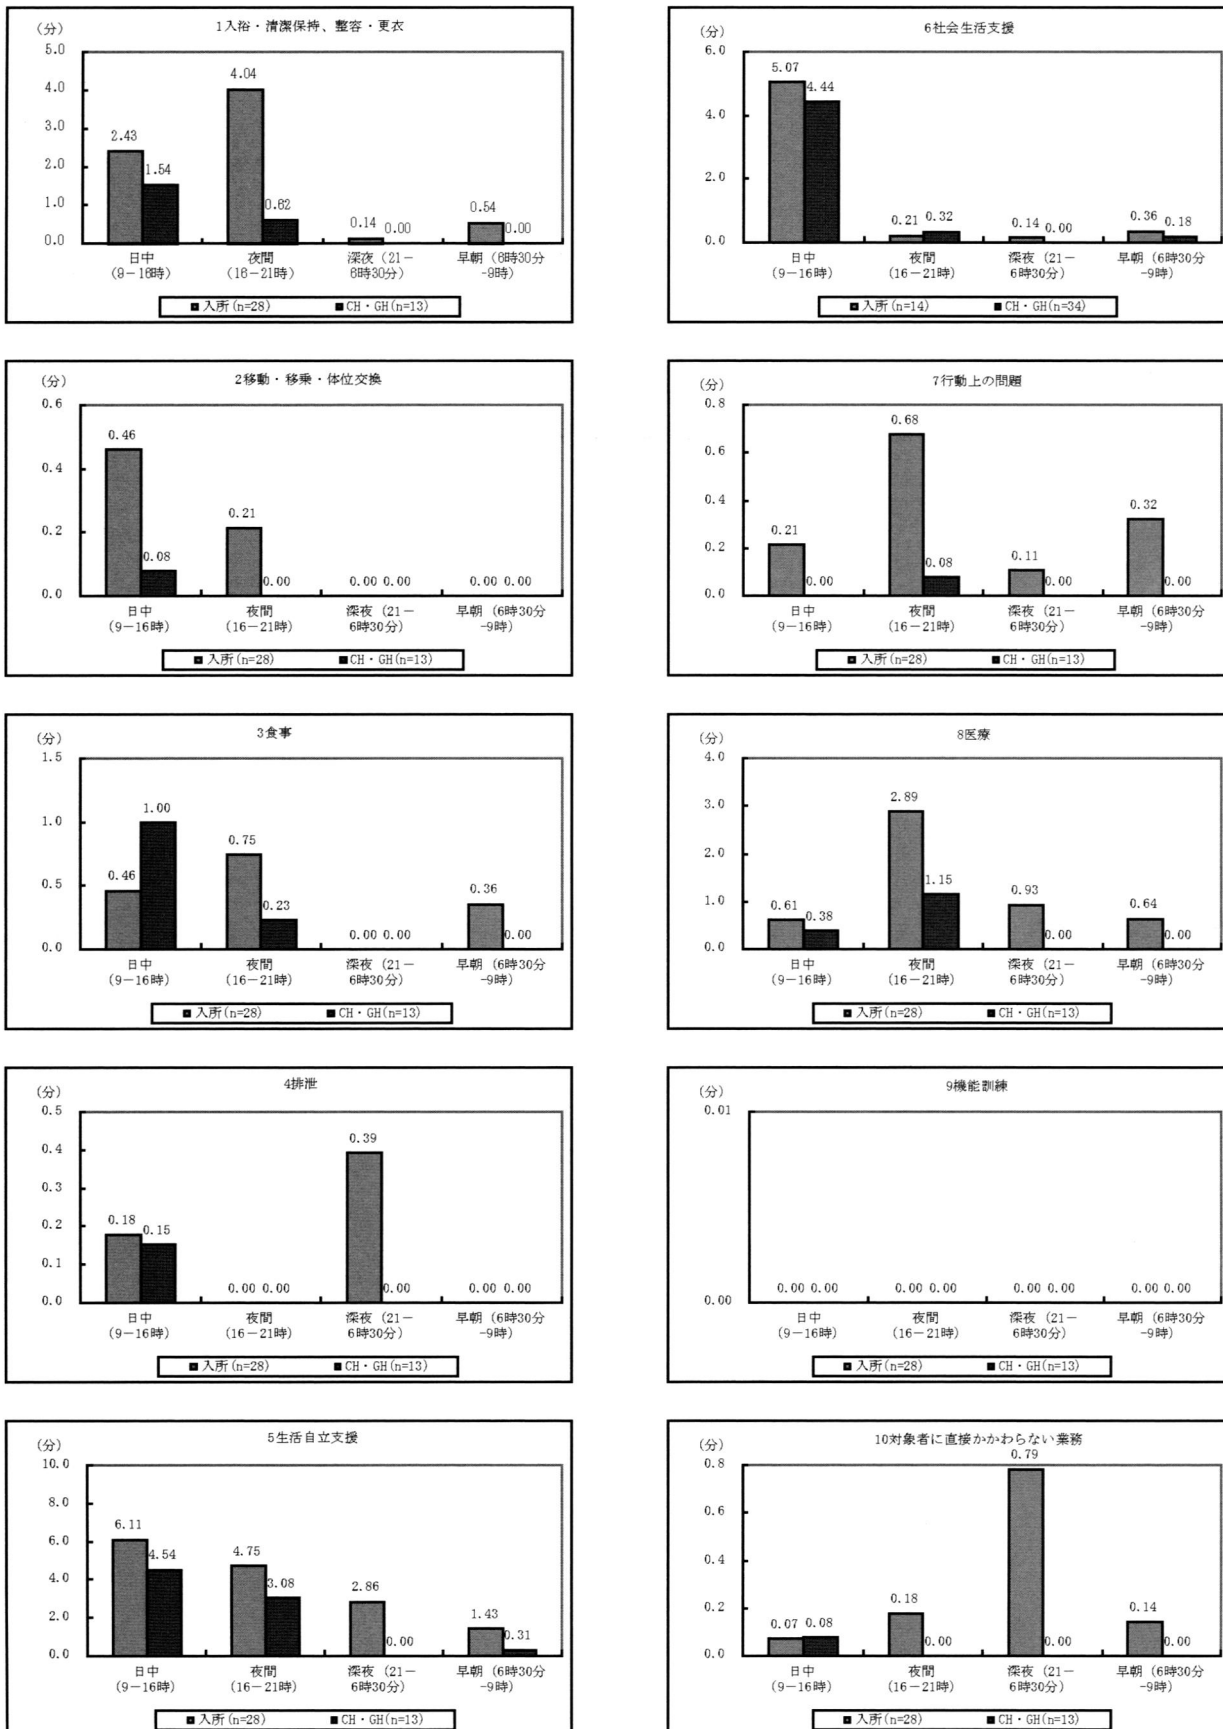 (分)
1入浴・清潔保持、整容・更衣
5.0
4.0
3.0
2.0
1.0
0.0
2.43
1.54
4.04
0.62
0.14
0.00
0.54
0.00
日中
(9－16時)
夜間
(16－21時)
深夜 (21－
6時30分)
早朝 (6時30分
-9時)
入所(n=28)
CH・GH(n=13)
(分)
2移動・移乗・体位交換
0.6
0.4
0.2
0.0
0.46
0.08
0.21
0.00
0.00 0.00
0.00 0.00
日中
(9－16時)
夜間
(16－21時)
深夜 (21－
6時30分)
早朝 (6時30分
-9時)
入所(n=28)
CH・GH(n=13)
(分)
3食事
1.5
1.0
0.5
0.0
0.46
1.00
0.75
0.23
0.00 0.00
0.36
0.00
日中
(9－16時)
夜間
(16－21時)
深夜 (21－
6時30分)
早朝 (6時30分
-9時)
入所(n=28)
CH・GH(n=13)
(分)
4排泄
0.5
0.4
0.3
0.2
0.1
0.0
0.18
0.15
0.00 0.00
0.39
0.00
0.00 0.00
日中
(9－16時)
夜間
(16－21時)
深夜 (21－
6時30分)
早朝 (6時30分
-9時)
入所(n=28)
CH・GH(n=13)
(分)
5生活自立支援
10.0
8.0
6.0
4.0
2.0
0.0
6.11
4.54
4.75
3.08
2.86
0.00
1.43
0.31
日中
(9－16時)
夜間
(16－21時)
深夜 (21－
6時30分)
早朝 (6時30分
-9時)
入所(n=28)
CH・GH(n=13)
(分)
6社会生活支援
6.0
4.0
2.0
0.0
5.07
4.44
0.21
0.32
0.14
0.00
0.36
0.18
日中
(9－16時)
夜間
(16－21時)
深夜 (21－
6時30分)
早朝 (6時30分
-9時)
入所(n=14)
CH・GH(n=34)
(分)
7行動上の問題
0.8
0.6
0.4
0.2
0.0
0.21
0.00
0.68
0.08
0.11
0.00
0.32
0.00
日中
(9－16時)
夜間
(16－21時)
深夜 (21－
6時30分)
早朝 (6時30分
-9時)
入所(n=28)
CH・GH(n=13)
(分)
8医療
4.0
3.0
2.0
1.0
0.0
0.61
0.38
2.89
1.15
0.93
0.00
0.64
0.00
日中
(9－16時)
夜間
(16－21時)
深夜 (21－
6時30分)
早朝 (6時30分
-9時)
入所(n=28)
CH・GH(n=13)
(分)
9機能訓練
0.01
0.00
0.00 0.00
0.00 0.00
0.00 0.00
0.00 0.00
日中
(9－16時)
夜間
(16－21時)
深夜 (21－
6時30分)
早朝 (6時30分
-9時)
入所(n=28)
CH・GH(n=13)
(分)
10対象者に直接かかわらない業務
0.8
0.6
0.4
0.2
0.0
0.07
0.08
0.18
0.00
0.79
0.00
0.14
0.00
日中
(9－16時)
夜間
(16－21時)
深夜 (21－
6時30分)
早朝 (6時30分
-9時)
入所(n=28)
CH・GH(n=13)